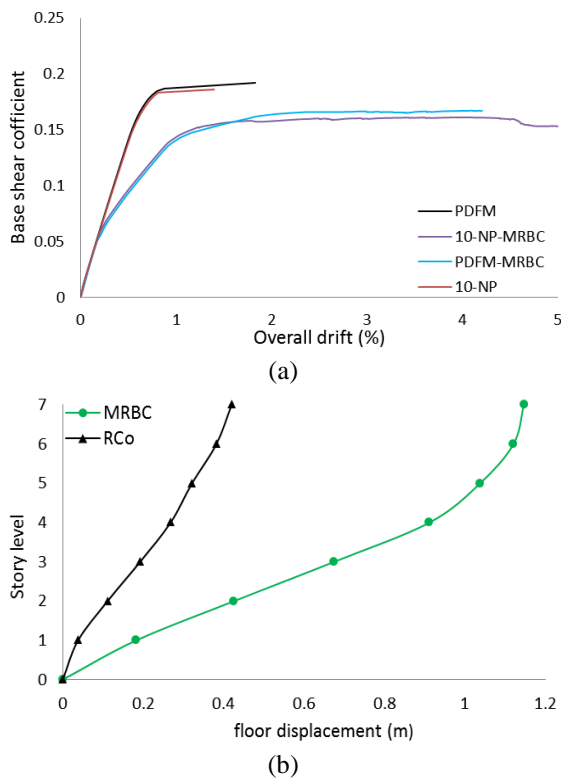 0.25
0.2
0.15
0.1
0.05
0
Base shear cofficient
PDFM
10-NP-MRBC
PDFM-MRBC
10-NP
0 1 2 3 4 5
Overall drift (%)
(a)
7
6
5
4
3
2
1
0
Story level
MRBC
RCo
0 0.2 0.4 0.6 0.8 1 1.2
floor displacement (m)
(b)